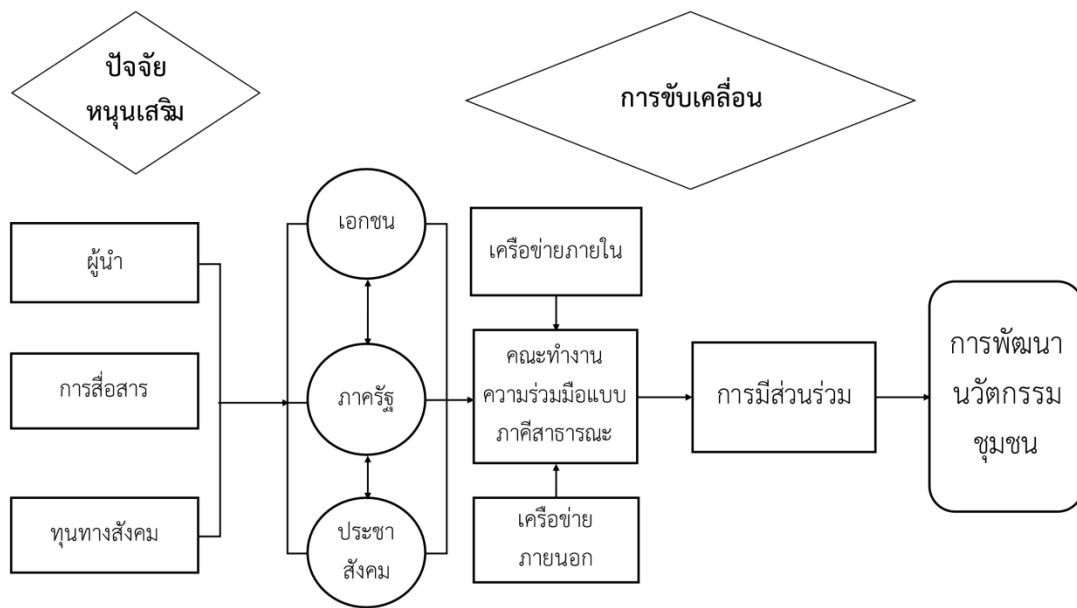 ปัจจัย
หนุนเสริม
การขับเคลื่อน
ผู้นำ
การสื่อสาร
ทุนทางสังคม
เอกชน
ภาครัฐ
ประชา
สังคม
เครือข่ายภายใน
คณะทำงาน
ความร่วมมือแบบ
ภาคีสาธารณะ
เครือข่าย
ภายนอก
การมีส่วนร่วม
การพัฒนา
นวัตกรรม
ชุมชน